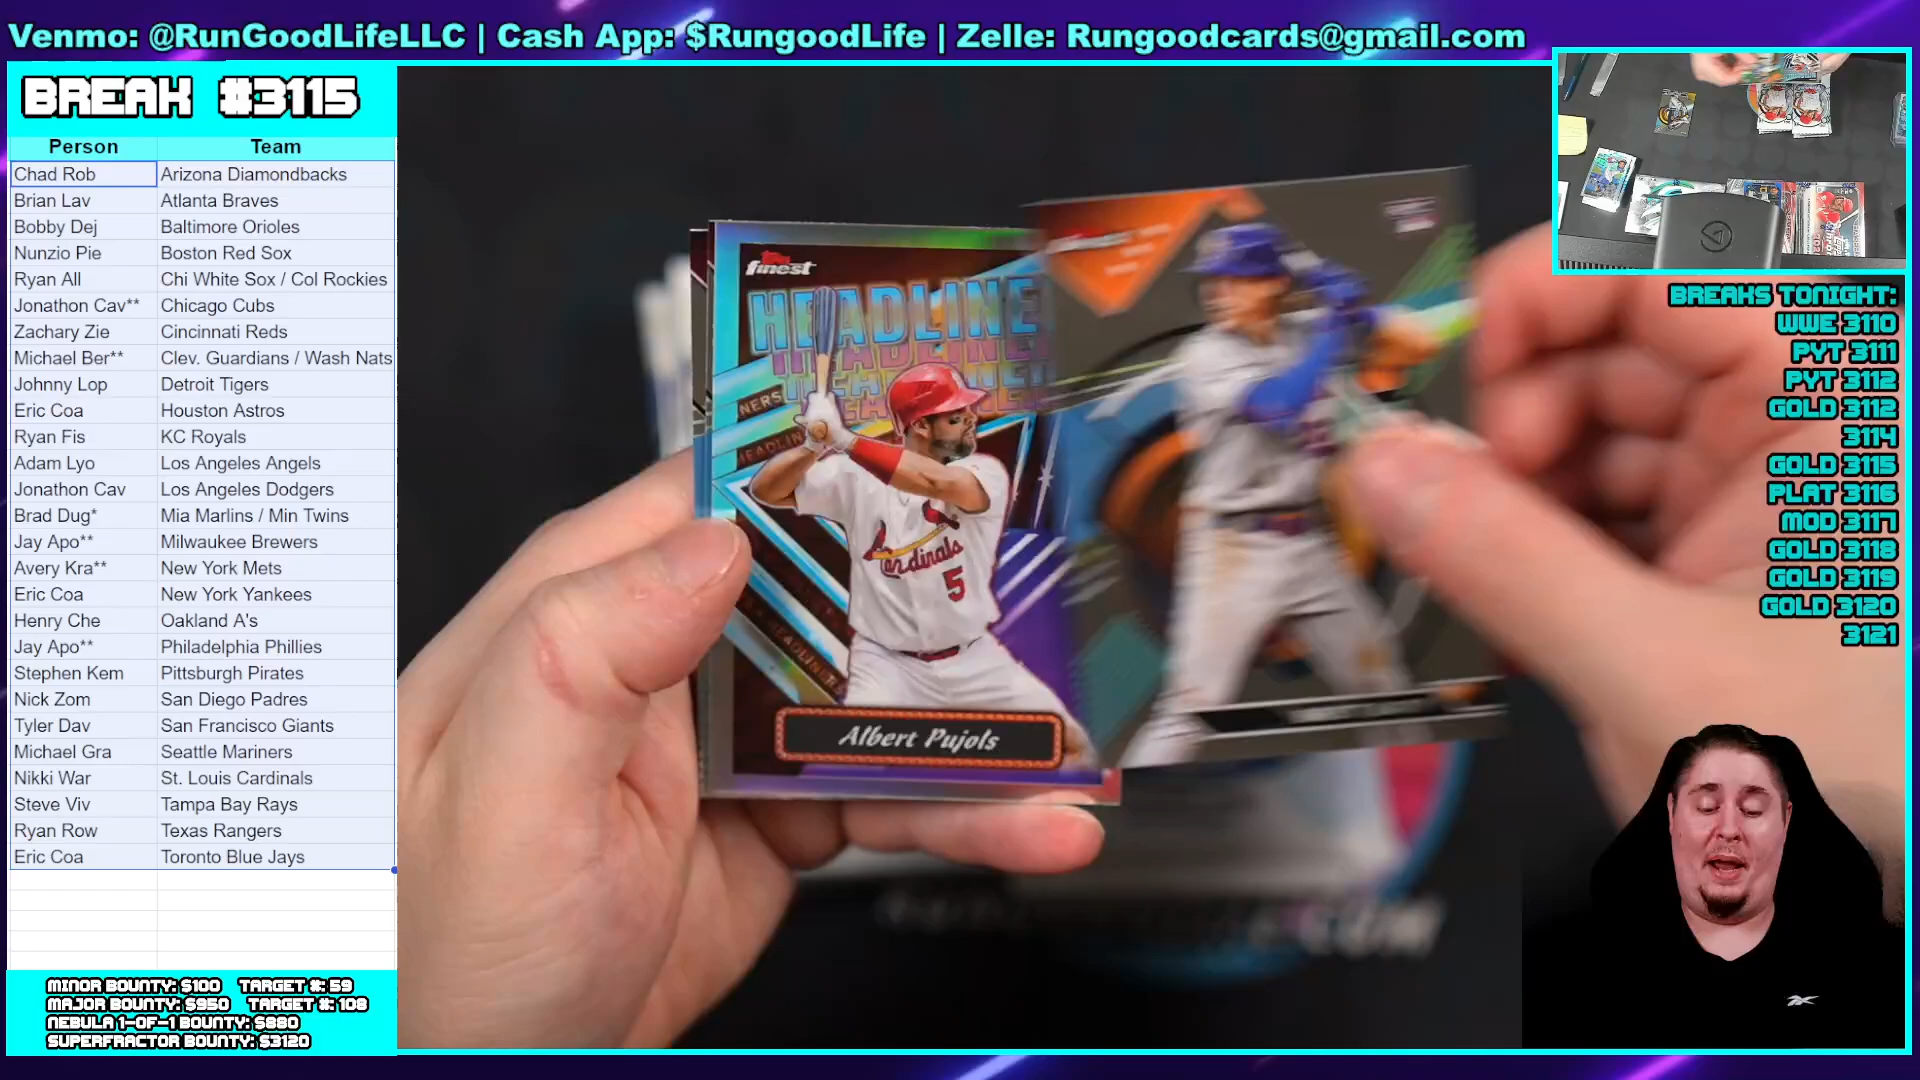 Venmo: @RunGoodLifeLLC | Cash App: $RungoodLife | Zelle: Rungoodcards@gmail.com
BREAK #3115
Person Team
Chad Rob Arizona Diamondbacks
Brian Lav Atlanta Braves
Bobby Dej Baltimore Orioles
Nunzio Pie Boston Red Sox
Ryan All Chi White Sox / Col Rockies
Jonathon Cav** Chicago Cubs
Zachary Zie Cincinnati Reds
Michael Ber** Clev. Guardians / Wash Nats
Johnny Lop Detroit Tigers
Eric Coa Houston Astros
Ryan Fis KC Royals
Adam Lyo Los Angeles Angels
Jonathon Cav Los Angeles Dodgers
Brad Dug* Mia Marlins / Min Twins
Jay Apo** Milwaukee Brewers
Avery Kra** New York Mets
Eric Coa New York Yankees
Henry Che Oakland A's
Jay Apo** Philadelphia Phillies
Stephen Kem Pittsburgh Pirates
Nick Zom San Diego Padres
Tyler Dav San Francisco Giants
Michael Gra Seattle Mariners
Nikki War St. Louis Cardinals
Steve Viv Tampa Bay Rays
Ryan Row Texas Rangers
Eric Coa Toronto Blue Jays
MINOR BOUNTY: $100 TARGET #: 59
MAJOR BOUNTY: $950 TARGET #: 108
NEBULA 1-OF-1 BOUNTY: $880
SUPERFRACTOR BOUNTY: $3120
Topps
finest
HEADLINE
Cardinals
5
Albert Pujols
BREAKS TONIGHT:
WWE 3110
PYT 3111
PYT 3112
GOLD 3112
3114
GOLD 3115
PLAT 3116
MOD 3117
GOLD 3118
GOLD 3119
GOLD 3120
3121